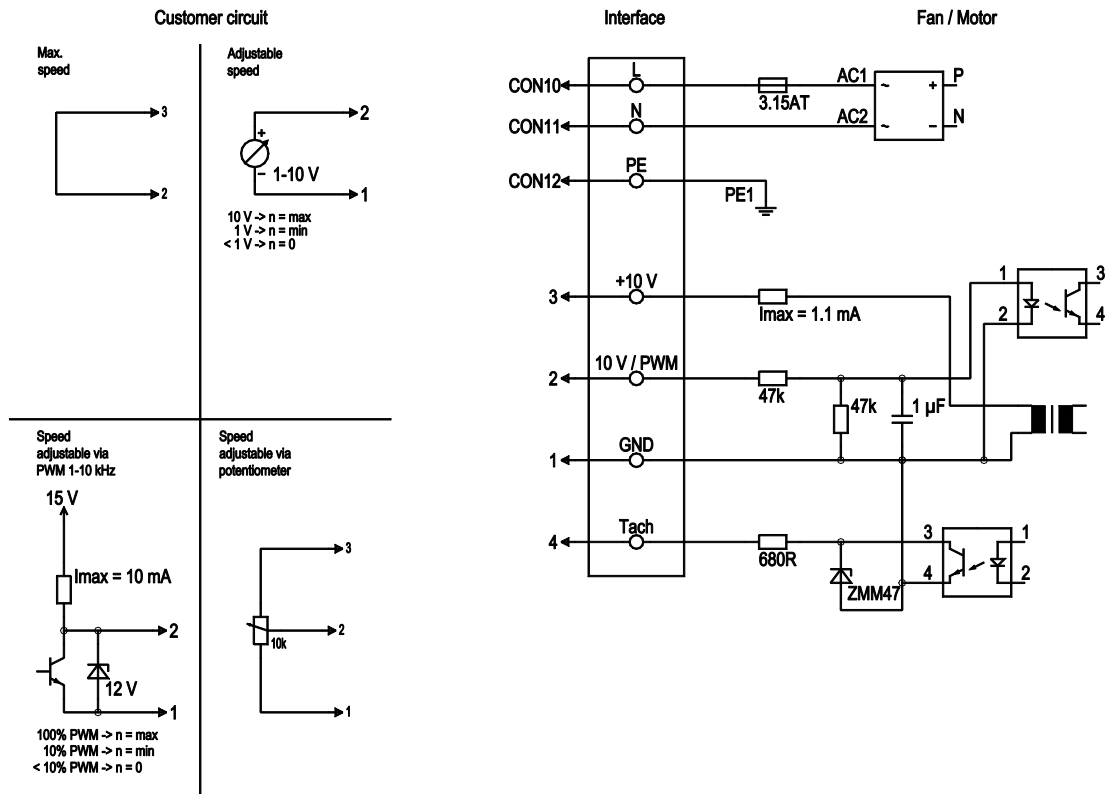 Customer circuit
Interface
Fan / Motor
Max.
speed
3
2
Adjustable
speed
2
+
–
1-10 V
1
10 V -> n = max
1 V -> n = min
< 1 V -> n = 0
Speed
adjustable via
PWM 1-10 kHz
15 V
Imax = 10 mA
2
12 V
1
100% PWM -> n = max
10% PWM -> n = min
< 10% PWM -> n = 0
Speed
adjustable via
potentiometer
3
2
10k
1
CON10
L
3.15AT
AC1
~
+
P
CON11
N
AC2
~
–
N
CON12
PE
PE1
3
+10 V
Imax = 1.1 mA
1
2
3
4
2
10 V / PWM
47k
47k
1 µF
1
GND
4
Tach
680R
ZMM47
3
4
1
2